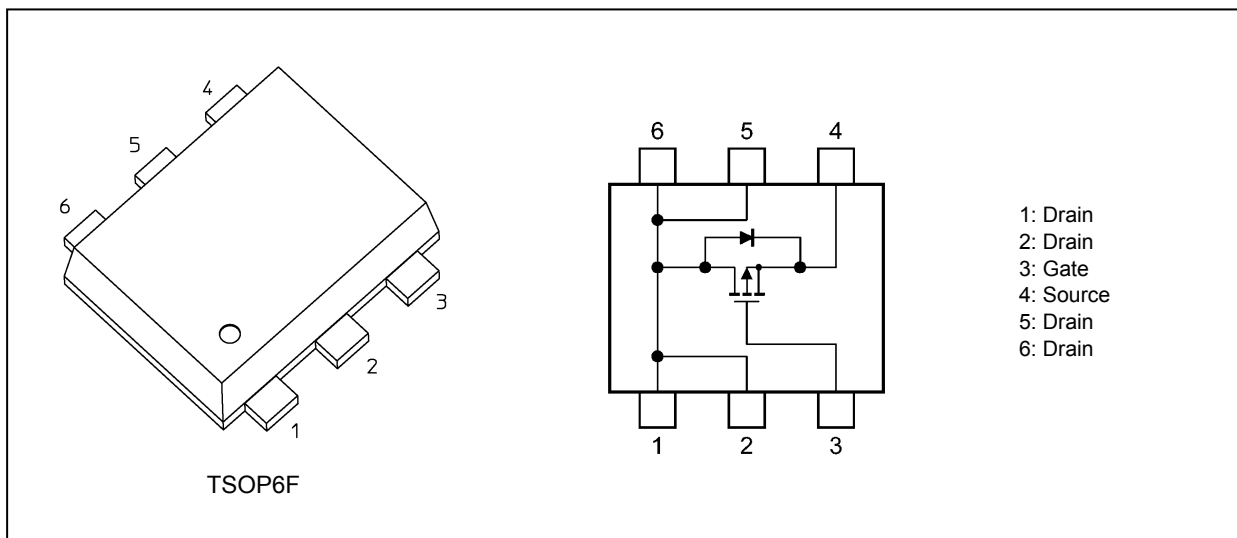 4
5
6
3
2
1
TSOP6F
6 5 4
1 2 3
1: Drain
2: Drain
3: Gate
4: Source
5: Drain
6: Drain